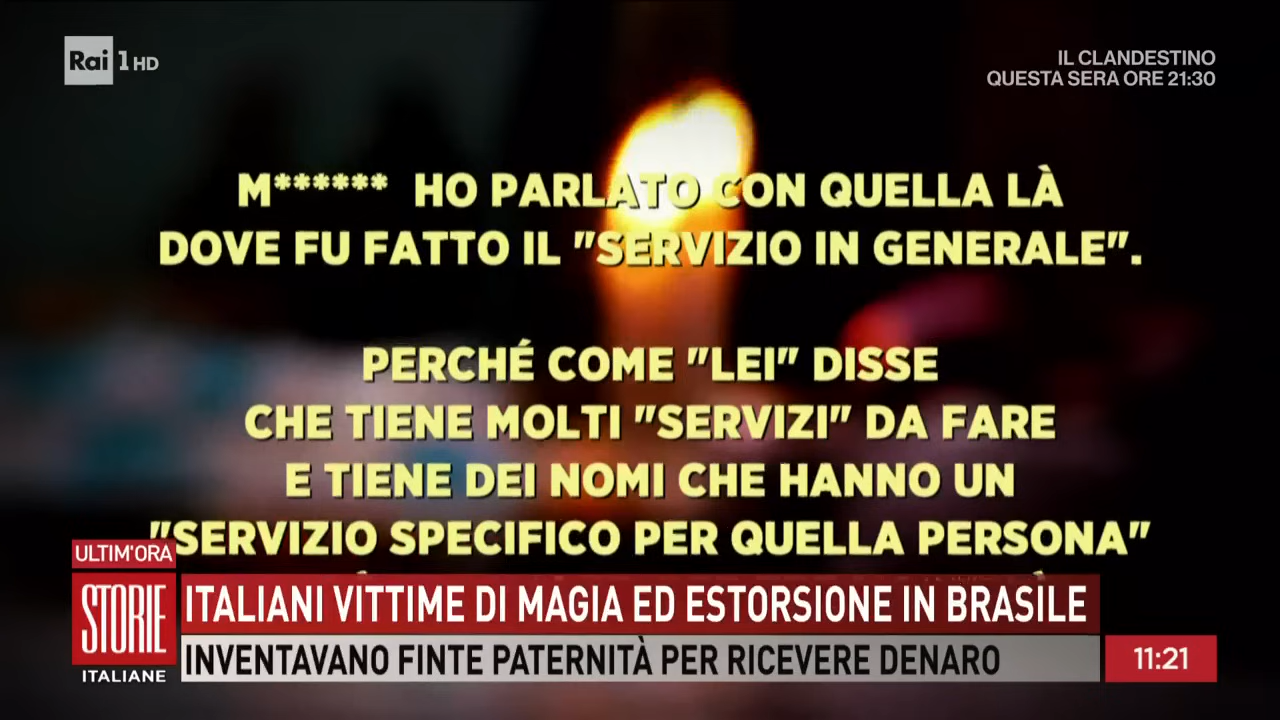 Rai 1 HD
IL CLANDESTINO
QUESTA SERA ORE 21:30
M****** HO PARLATO CON QUELLA LÀ
DOVE FU FATTO IL "SERVIZIO IN GENERALE".
PERCHÉ COME "LEI" DISSE
CHE TIENE MOLTI "SERVIZI" DA FARE
E TIENE DEI NOMI CHE HANNO UN
"SERVIZIO SPECIFICO PER QUELLA PERSONA"
ULTIM'ORA
STORIE
ITALIANE
ITALIANI VITTIME DI MAGIA ED ESTORSIONE IN BRASILE
INVENTAVANO FINTE PATERNITÀ PER RICEVERE DENARO
11:21